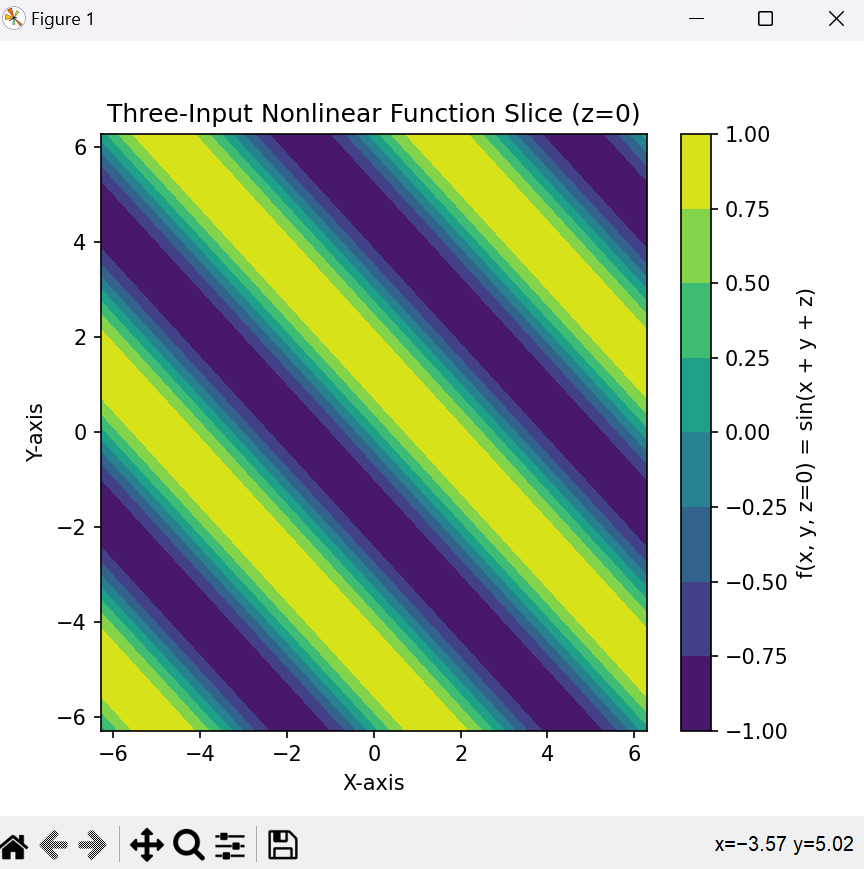 Figure 1
Three-Input Nonlinear Function Slice (z=0)
6
4
2
0
−2
−4
−6
Y-axis
−6 −4 −2 0 2 4 6
X-axis
1.00
0.75
0.50
0.25
0.00
−0.25
−0.50
−0.75
−1.00
f(x, y, z=0) = sin(x + y + z)
x=−3.57 y=5.02